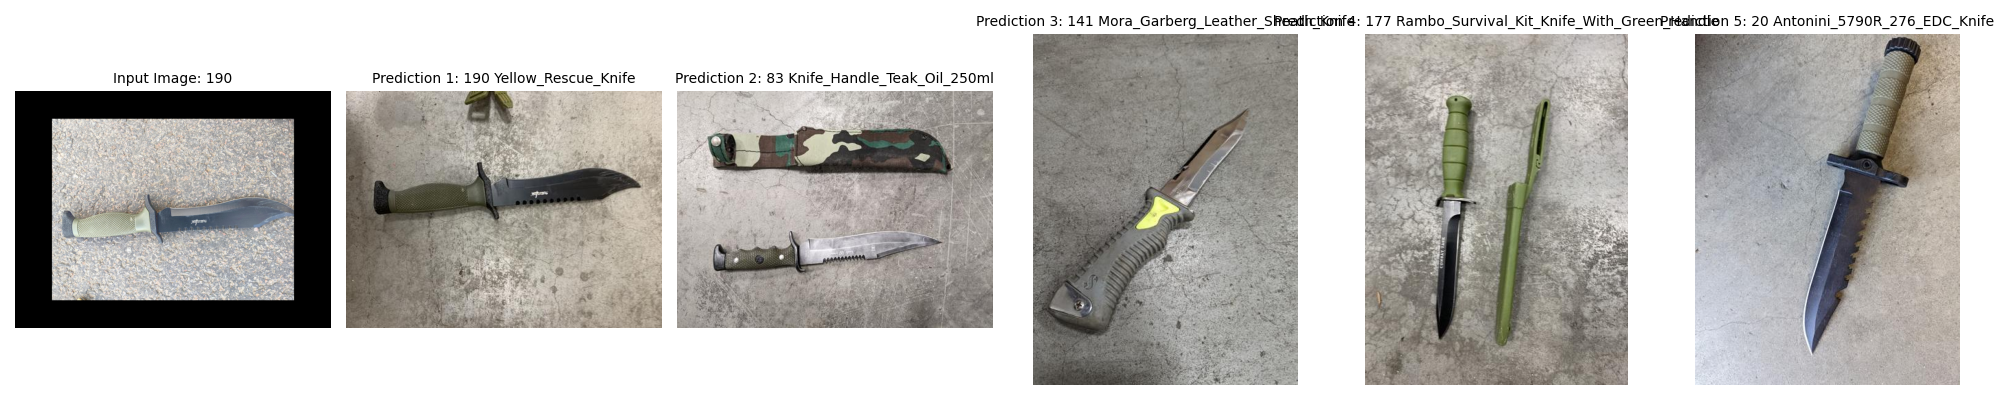 Input Image: 190
Prediction 1: 190 Yellow_Rescue_Knife
Prediction 2: 83 Knife_Handle_Teak_Oil_250ml
Prediction 3: 141 Mora_Garberg_Leather_Sheath_Knife
Prediction 4: 177 Rambo_Survival_Kit_Knife_With_Green_Handle
Prediction 5: 20 Antonini_5790R_276_EDC_Knife